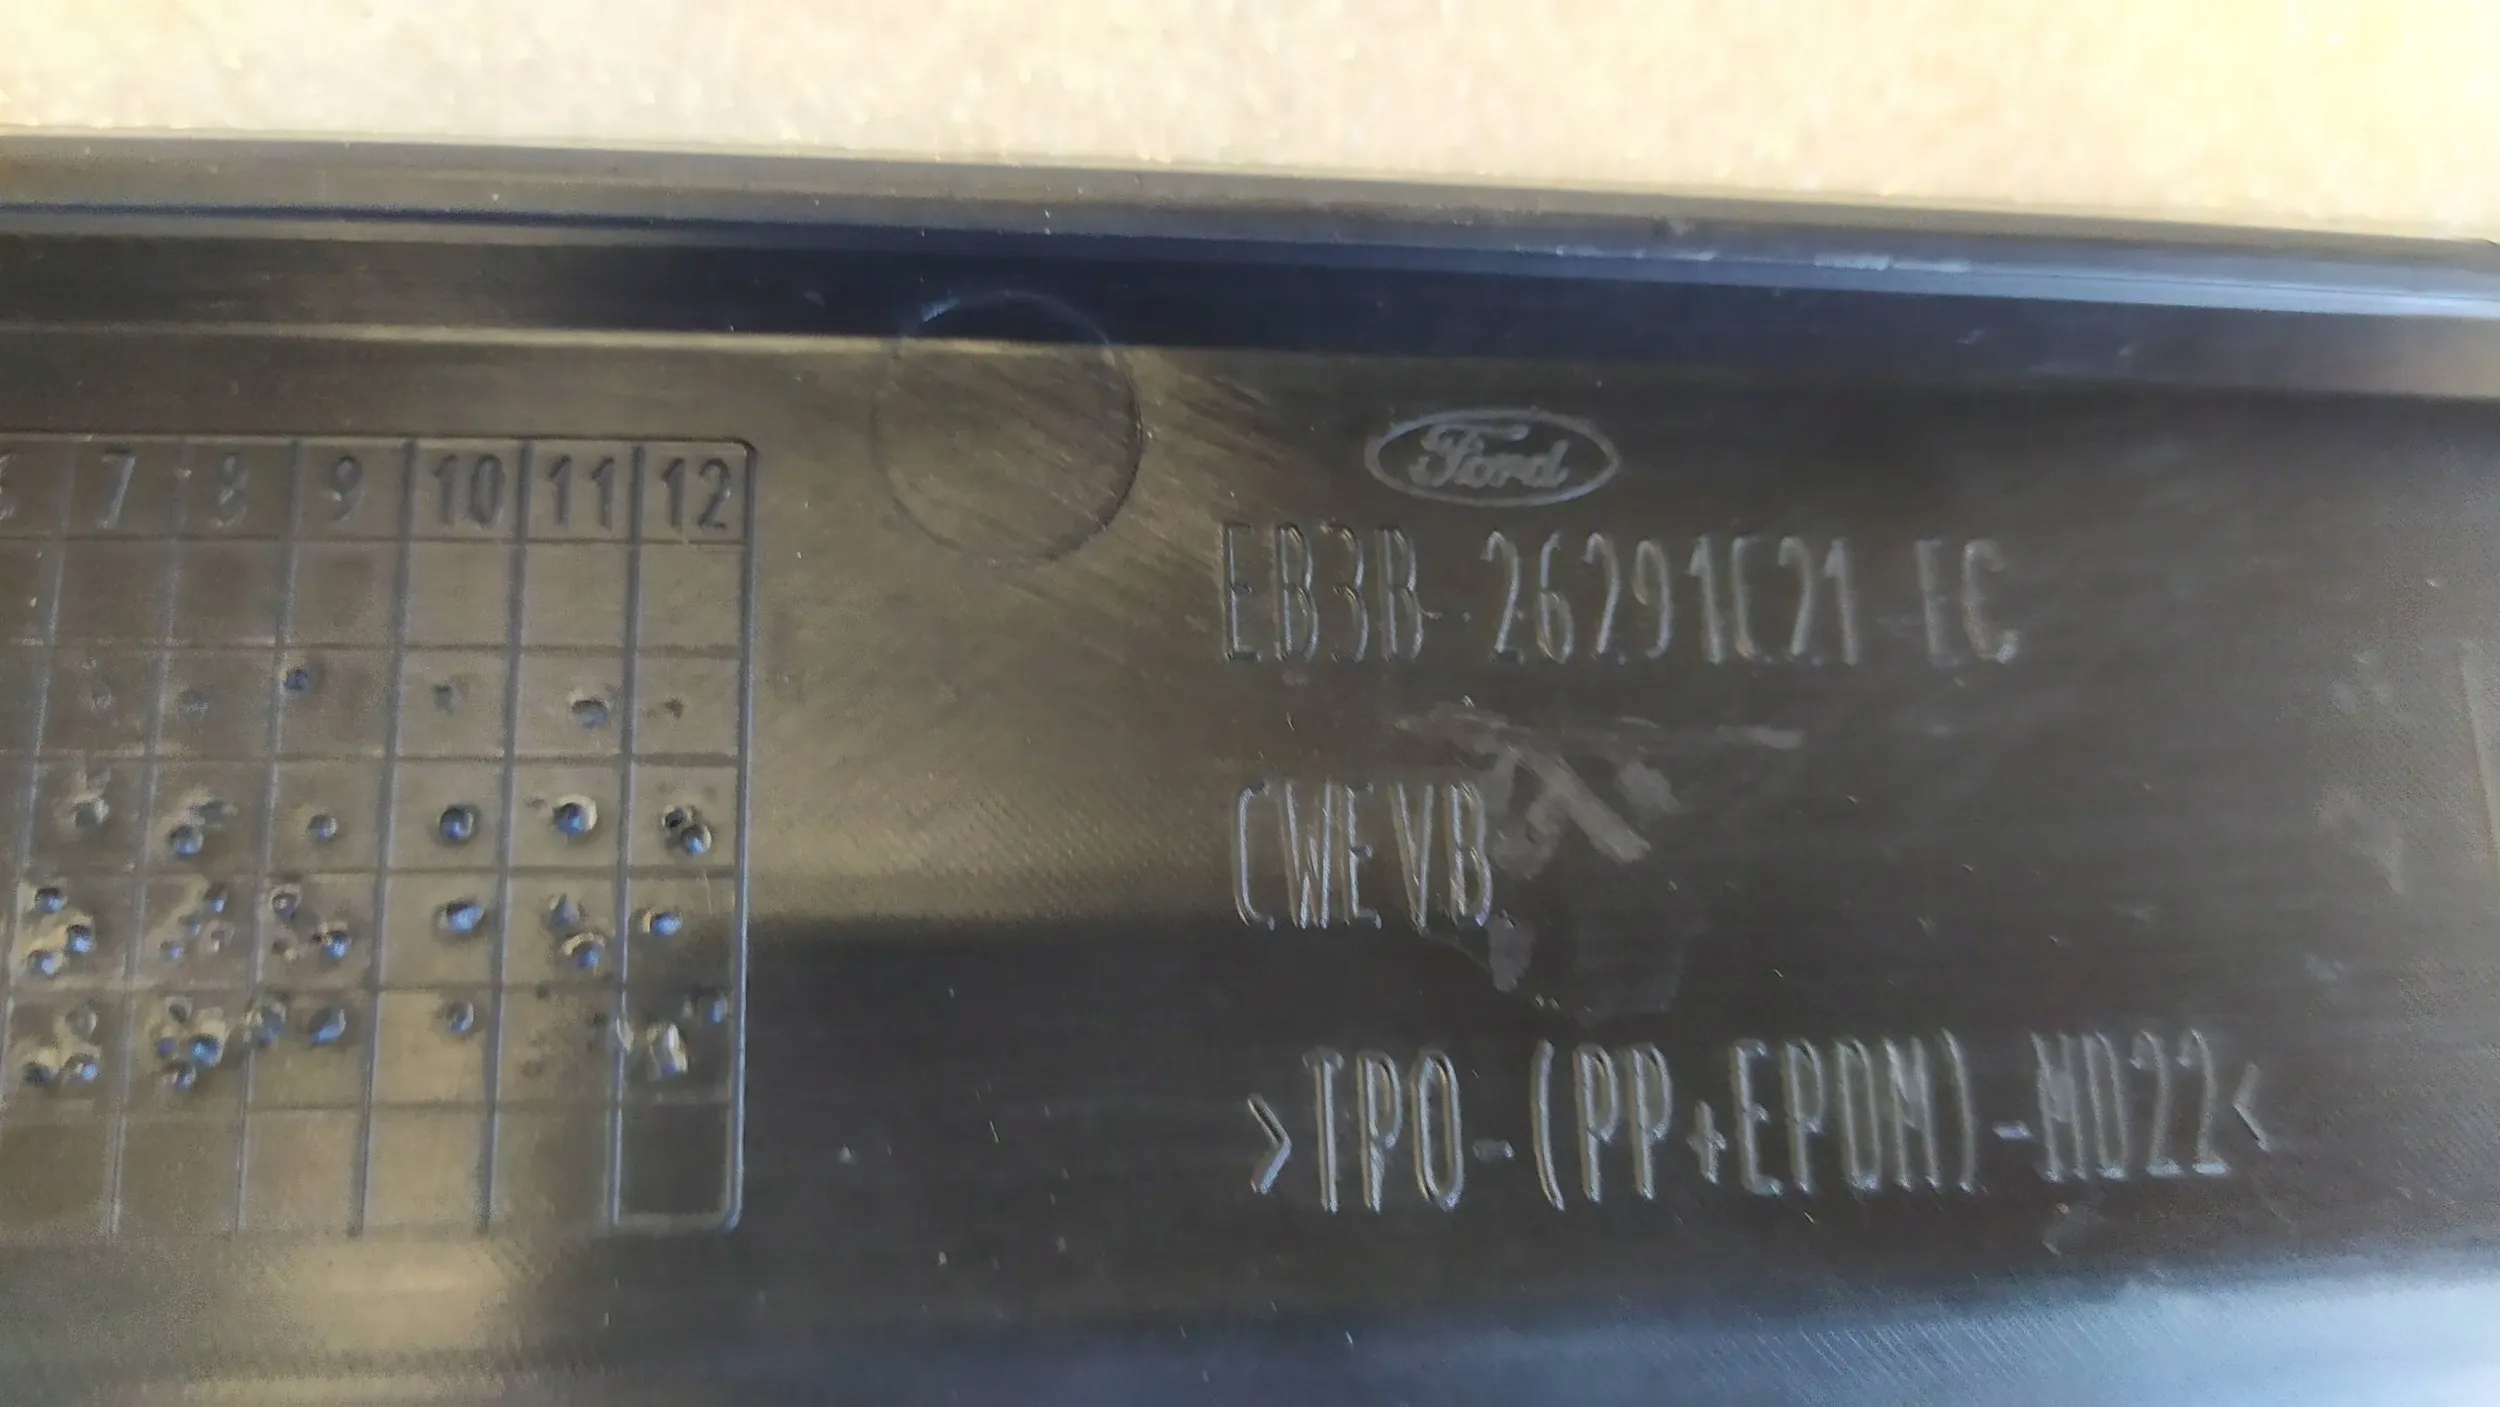 7 8 9 10 11 12
Ford
EB3B-26291C21-EC
CWEVB
>TPO-(PP+EPDM)-MD22<